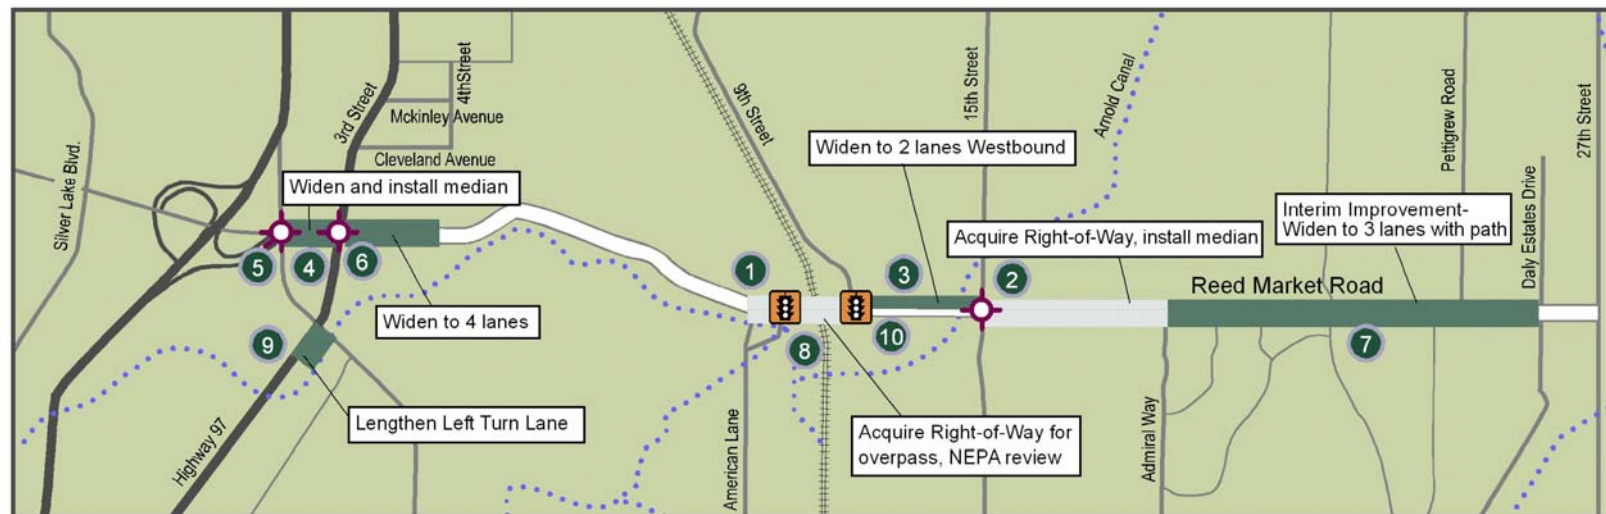 Silver Lake Blvd.
3rd Street
4thStreet
Mckinley Avenue
Cleveland Avenue
Widen and install median
5
4
6
Widen to 4 lanes
9
Lengthen Left Turn Lane
Highway 97
9th Street
15th Street
Arnold Canal
Widen to 2 lanes Westbound
1
3
2
8
10
Acquire Right-of-Way, install median
Acquire Right-of-Way for
overpass, NEPA review
American Lane
Pettigrew Road
27th Street
Daly Estates Drive
Interim Improvement-
Widen to 3 lanes with path
Reed Market Road
7
Admiral Way